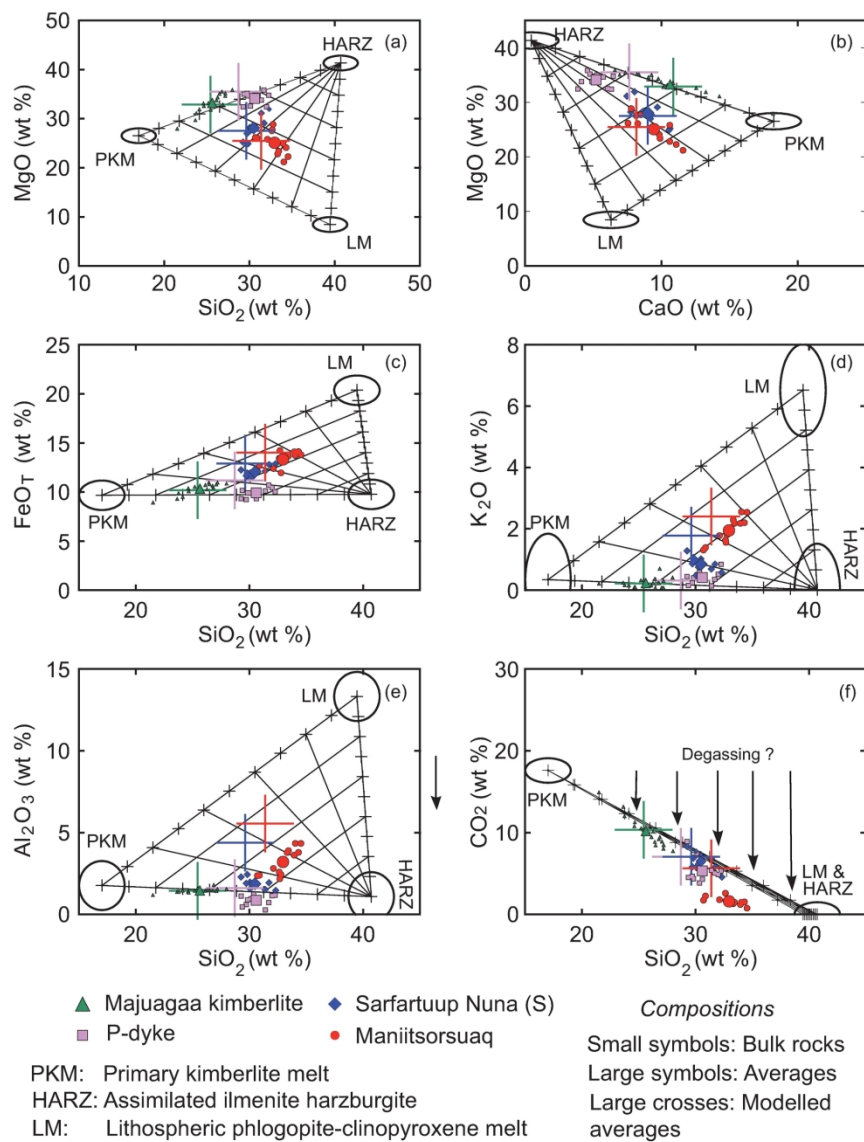 50
40
30
20
10
0
MgO (wt %)
HARZ
(a)
PKM
LM
10
20
30
40
50
SiO2 (wt %)
40
30
20
10
0
MgO (wt %)
HARZ
(b)
PKM
LM
0
10
20
CaO (wt %)
25
20
15
10
5
0
FeOT (wt %)
LM
(c)
PKM
HARZ
20
30
40
SiO2 (wt %)
8
6
4
2
0
K2O (wt %)
LM
(d)
PKM
HARZ
20
30
40
SiO2 (wt %)
15
10
5
0
Al2O3 (wt %)
LM
(e)
PKM
HARZ
20
30
40
SiO2 (wt %)
30
20
10
0
CO2 (wt %)
(f)
Degassing ?
PKM
LM &
HARZ
20
30
40
SiO2 (wt %)
Majuagaa kimberlite
Sarfartuup Nuna (S)
P-dyke
Maniitsorsuaq
PKM: Primary kimberlite melt
HARZ: Assimilated ilmenite harzburgite
LM: Lithospheric phlogopite-clinopyroxene melt
Compositions
Small symbols: Bulk rocks
Large symbols: Averages
Large crosses: Modelled
averages